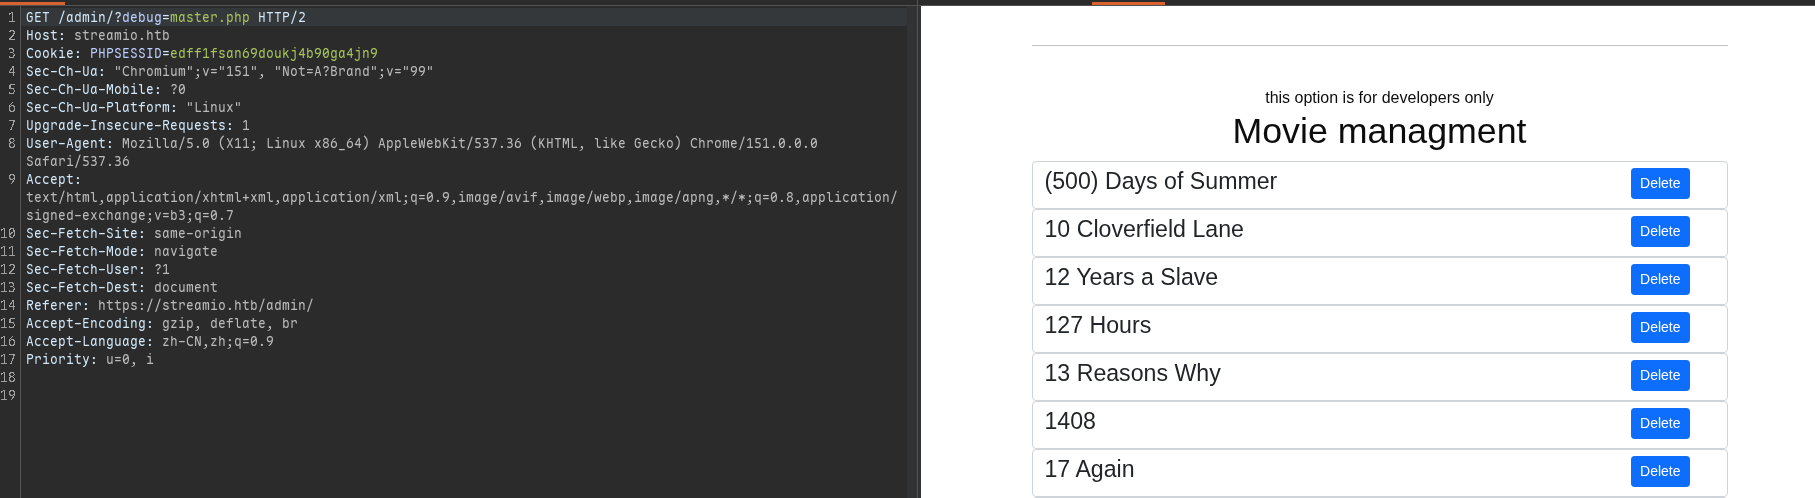 1 GET /admin/?debug=master.php HTTP/2
2 Host: streamio.htb
3 Cookie: PHPSESSID=edff1fsan69doukj4b90ga4jn9
4 Sec-Ch-Ua: "Chromium";v="151", "Not=A?Brand";v="99"
5 Sec-Ch-Ua-Mobile: ?0
6 Sec-Ch-Ua-Platform: "Linux"
7 Upgrade-Insecure-Requests: 1
8 User-Agent: Mozilla/5.0 (X11; Linux x86_64) AppleWebKit/537.36 (KHTML, like Gecko) Chrome/151.0.0.0
Safari/537.36
9 Accept:
text/html,application/xhtml+xml,application/xml;q=0.9,image/avif,image/webp,image/apng,*/*;q=0.8,application/
signed-exchange;v=b3;q=0.7
10 Sec-Fetch-Site: same-origin
11 Sec-Fetch-Mode: navigate
12 Sec-Fetch-User: ?1
13 Sec-Fetch-Dest: document
14 Referer: https://streamio.htb/admin/
15 Accept-Encoding: gzip, deflate, br
16 Accept-Language: zh-CN,zh;q=0.9
17 Priority: u=0, i
18
19
this option is for developers only
Movie managment
(500) Days of Summer Delete
10 Cloverfield Lane Delete
12 Years a Slave Delete
127 Hours Delete
13 Reasons Why Delete
1408 Delete
17 Again Delete